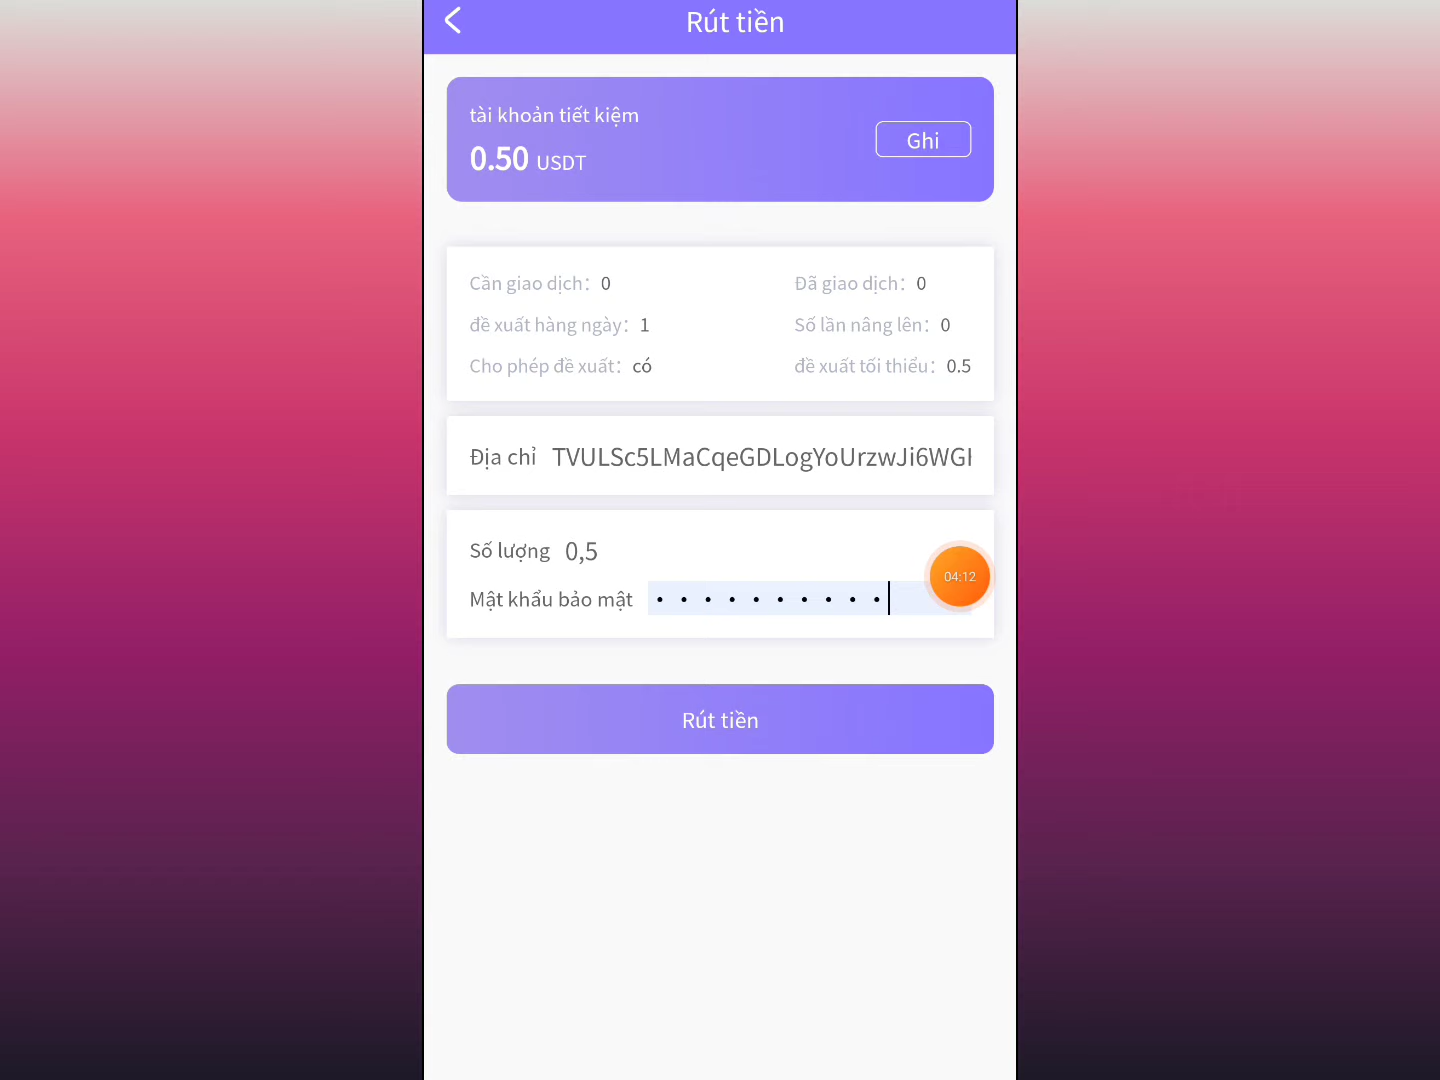 Rút tiền
tài khoản tiết kiệm
0.50 USDT
Ghi
Cần giao dịch: 0
Đã giao dịch: 0
đề xuất hàng ngày: 1
Số lần nâng lên: 0
Cho phép đề xuất: có
đề xuất tối thiểu: 0.5
Địa chỉ TVULSc5LMaCqeGDLogYoUrzwJi6WG
Số lượng 0,5
04:12
Mật khẩu bảo mật ..........
Rút tiền